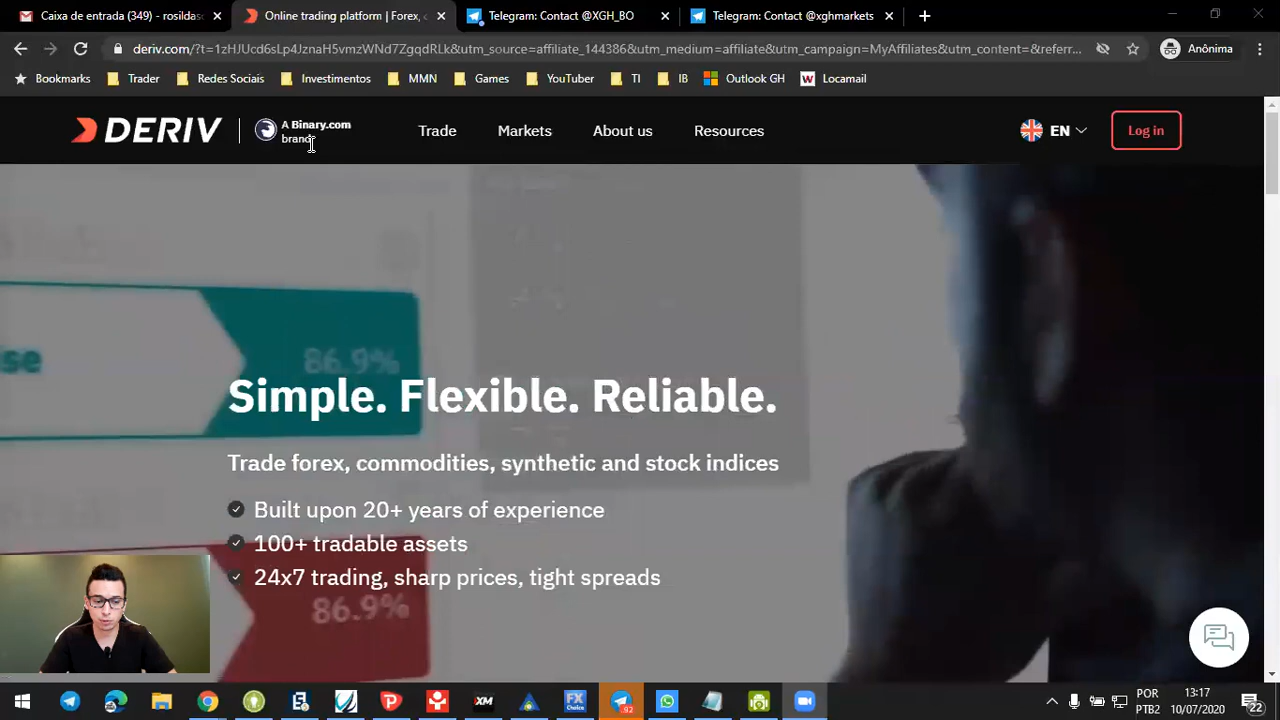 Caixa de entrada (349) - rosildas
Online trading platform | Forex, c
Telegram: Contact @XGH_BO
Telegram: Contact @xghmarkets
deriv.com/?t=1zHJUcd6sLp4JznaH5vmzWNd7ZgqdRLk&utm_source=affiliate_144386&utm_medium=affiliate&utm_campaign=MyAffiliates&utm_content=&referr...
Anônima
Bookmarks
Trader
Redes Sociais
Investimentos
MMN
Games
YouTuber
TI
IB
Outlook GH
Locamail
DERIV
A Binary.com
brand
Trade
Markets
About us
Resources
EN
Log in
86.9%
Simple. Flexible. Reliable.
Trade forex, commodities, synthetic and stock indices
Built upon 20+ years of experience
100+ tradable assets
24x7 trading, sharp prices, tight spreads
86.9%
XM
FX
Choice
92
POR
PTB2
13:17
10/07/2020
22